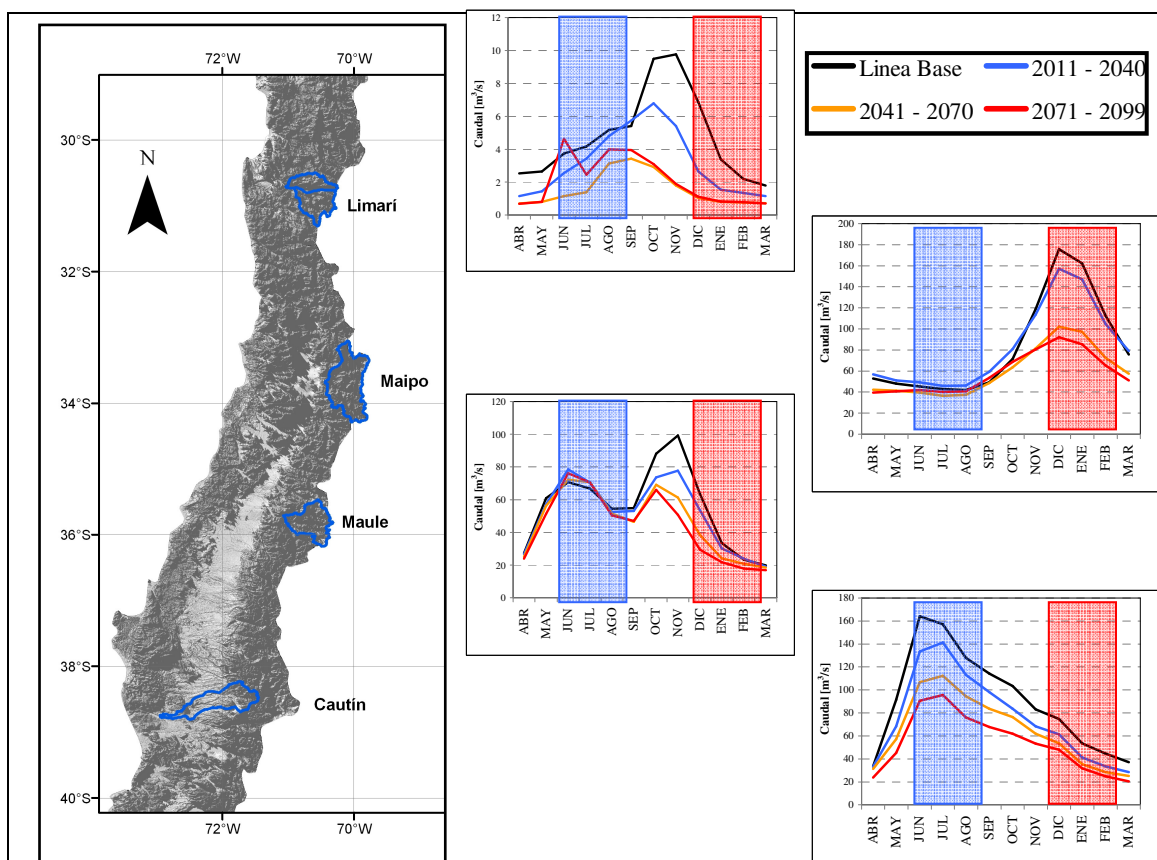 72°W 70°W
30°S
N
Limarí
32°S
Maipo
34°S
Maule
36°S
38°S
Cautín
40°S
72°W 70°W
Caudal [m³/s]
12
10
8
6
4
2
0
ABR MAY JUN JUL AGO SEP OCT NOV DIC ENE FEB MAR
Linea Base 2011 - 2040
2041 - 2070 2071 - 2099
Caudal [m³/s]
200
180
160
140
120
100
80
60
40
20
0
ABR MAY JUN JUL AGO SEP OCT NOV DIC ENE FEB MAR
Caudal [m³/s]
120
100
80
60
40
20
0
ABR MAY JUN JUL AGO SEP OCT NOV DIC ENE FEB MAR
Caudal [m³/s]
180
160
140
120
100
80
60
40
20
0
ABR MAY JUN JUL AGO SEP OCT NOV DIC ENE FEB MAR